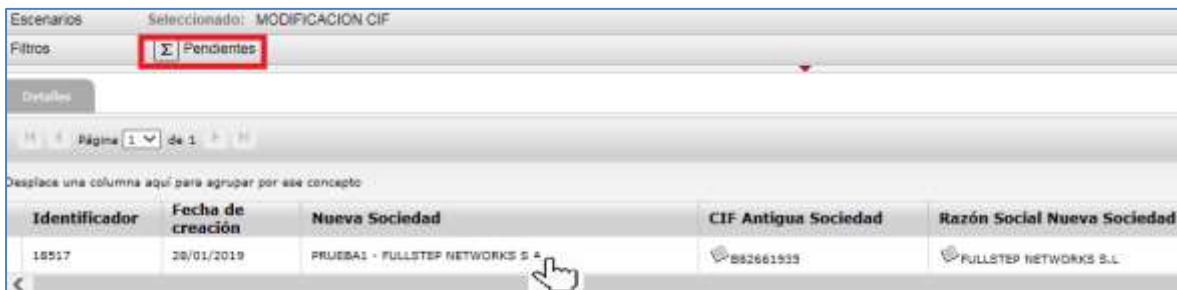 Escenarios Seleccionado: MODIFICACION CIF
Filtros Σ Pendientes
Detalles
Página 1 de 1
Desplace una columna aquí para agrupar por ese concepto
Identificador Fecha de creación Nueva Sociedad CIF Antigua Sociedad Razón Social Nueva Sociedad
18517 28/01/2019 PRUEBA1 - FULLSTEP NETWORKS S A FULLSTEP NETWORKS S.L